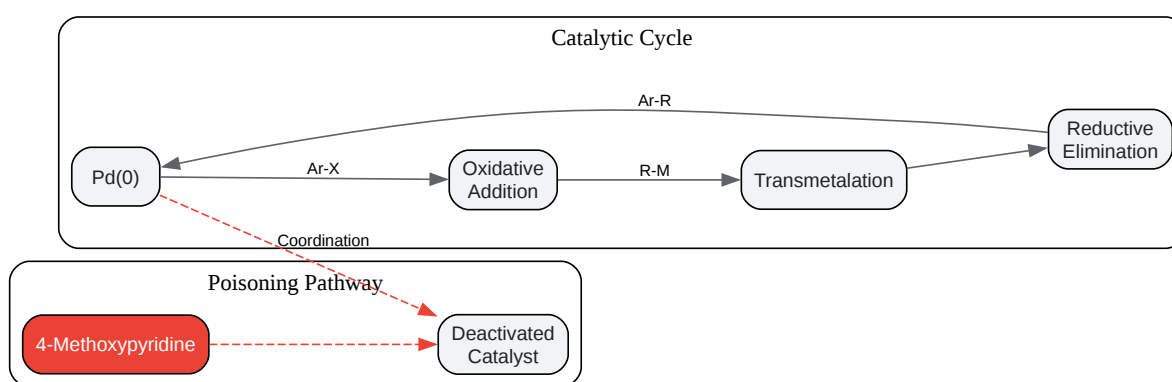 Catalytic Cycle
Ar-R
Reductive
Elimination
Pd(0)
Ar-X
Oxidative
Addition
R-M
Transmetalation
Coordination
Poisoning Pathway
4-Methoxypyridine
Deactivated
Catalyst